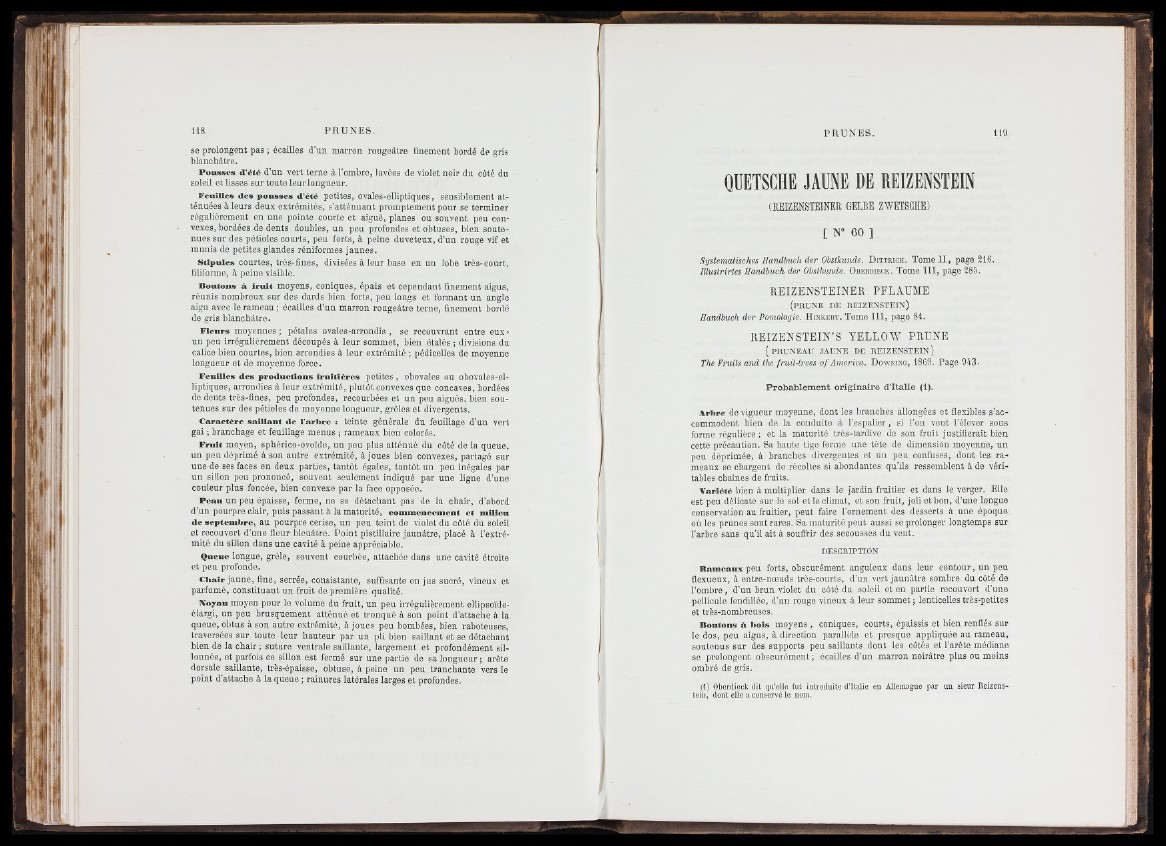 118 PRUNES.
se prolongent pas ; écailles d'un marron rougeâtre finement bordé de gris
blanchâtre.
Pousses d'été d'un vert terne à l'ombre, lavées de violet noir du côté du
soleil et lisses sur toute leur longueur.
Feuilles des pousses d'été petites, ovales-elliptiques, sensiblement at-
ténuées à leurs deux extrémités, s'atténuant promptement pour se terminer
régulièrement en une pointe courte et aiguë, planes ou souvent peu con-
vexes, bordées de dents doubles, un peu profondes et obtuses, bien soute-
nues sur des pétioles courts, peu forts, à peine duveteux, d'un rouge vif et
munis de petites glandes réniformes jaunes.
Stipules courtes, très-fines, divisées à leur base en un lobe très-court,
filiforme, à peine visible.
Boutons à fruit moyens, coniques, épais et cependant finement aigus,
réunis nombreux sur des dards bien forts, peu longs et formant un angle
aigu avec le rameau ; écailles d'un marron rougeâtre terne, finement bordé
de gris blanchâtre.
Fleurs moyennes ; pétales ovales-arrondis, se recouvrant entre eux,
un peu irrégulièrement découpés à leur sommet, bien étalés ; divisions du
calice bien courtes, bien arrondies à leur extrémité ; pédicelles de moyenne
longueur et de moyenne force.
Feuilles des productions fruitières petites, obovales ou obovales-el-
liptiques, arrondies à leur extrémité, plutôt convexes que concaves, bordées
de dents très-fines, peu profondes, recourbées et un peu aiguës, bien sou-
tenues sur des pétioles de moyenne longueur, grêles et divergents.
Caractère saillant de l'arbre : teinte générale du feuillage d'un vert
gai ; branchage et feuillage menus ; rameaux bien colorés.
Fruit moyen, sphérico-ovoïde, un peu plus atténué du côté de la queue,
un peu déprimé à son autre extrémité, à joues bien convexes, partagé sur
une de ses faces en deux parties, tantôt égales, tantôt un peu inégales par
un sillon peu prononcé, souvent seulement indiqué par une ligne d'une
couleur plus foncée, bien convexe par la face opposée.
Peau un peu épaisse, ferme, ne se détachant pas de la chair, d'abord
d'un pourpre clair, puis passant à la maturité, commencement et milieu
de septembre, au pourpre cerise, un peu teint de violet du côté du soleil
et recouvert d'une fleur bleuâtre. Point pistillaire jaunâtre, placé à l'extré-
mité du sillon dans une cavité à peine appréciable.
Queue longue, grêle, souvent courbée, attachée dans une cavité étroite
et peu profonde.
Chair jaune, fine, serrée, consistante, suffisante en jus sucré, vineux et
parfumé, constituant un fruit de première qualité.
Noyau moyen pour le volume du fruit, un peu irrégulièrement ellipsoïde-
élargi, un peu brusquement atténué et tronqué à son point d'attache à la
queue, obtus à son autre extrémité, à joues peu bombées, bien raboteuses,
traversées sur toute leur hauteur par un pli bien saillant et se détachant
bien de la chair ; suture ventrale saillante, largement et profondément sil-
lonnée, et parfois ce sillon est fermé sur une partie de sa longueur ; arête
dorsale saillante, très-épaisse, obtuse, à peine un peu tranchante vers le
point d'attache à la queue ; rainures latérales larges et profondes.
PRUNES. 119
QUETSCHE JAUNE DE REIZENSTEIN
(REIZENSTEINER GELBE ZWETSCHE)
[ N° 60 ]
Systematisches Handbuch der Obstkunde. DITTRICH. Tome II, page 216.
Illustrirtes Handbuch der Obstkunde. OBERDIECK. Tome III, page 285.
REIZENSTEINER PFLAUME
(PRUNE DE REIZENSTEIN)
Handbuch der Pomologie. HINKERT. Tome III, page 84.
REIZENSTEIN'S YELLOW PRUNE
(PRUNEAU JAUNE DE REIZENSTEIN)
The Fruits and the fruit-trees of America. DOWNING, 1869. Page 943.
Probablement originaire d'Italie (1).
Arbre de vigueur moyenne, dont les branches allongées et flexibles s'ac-
commodent bien de la conduite à l'espalier, si l'on veut l'élever sous
forme régulière ; et la maturité très-tardive de son fruit justifierait bien
cette précaution. Sa haute tige forme une tête de dimension moyenne, un
peu déprimée, à branches divergentes et un peu confuses, dont les ra-
meaux se chargent de récoltes si abondantes qu'ils ressemblent à de véri-
tables chaînes de fruits.
Variété bien à multiplier dans le jardin fruitier et dans le verger. Elle
est peu délicate sur le sol et le climat, et son fruit, joli et bon, d'une longue
conservation au fruitier, peut faire l'ornement des desserts à une époque
où les prunes sont rares. Sa maturité peut aussi se prolonger longtemps sur
l'arbre sans qu'il ait à souffrir des secousses du vent.
DESCRIPTION
Rameaux peu forts, obscurément anguleux dans leur contour, un peu
flexueux, à entre-nœuds très-courts, d'un vert jaunâtre sombre du côté de
l'ombre, d'un brun violet du côté du soleil et en partie recouvert d'une
pellicule fendillée, d'un rouge vineux à leur sommet ; lenticelles très-petites
et très-nombreuses.
Boutons à bois moyens, coniques, courts, épaissis et bien renflés sur
le dos, peu aigus, à direction parallèle et presque appliquée au rameau,
soutenus sur des supports peu saillants dont les côtés et l'arête médiane
se prolongent obscurément ; écailles d'un marron noirâtre plus ou moins
ombré de gris.
(1) Oberdieck dit qu'elle fut introduite d'Italie en Allemagne par un sieur Reizens-
tein, dont elle a conservé le nom.